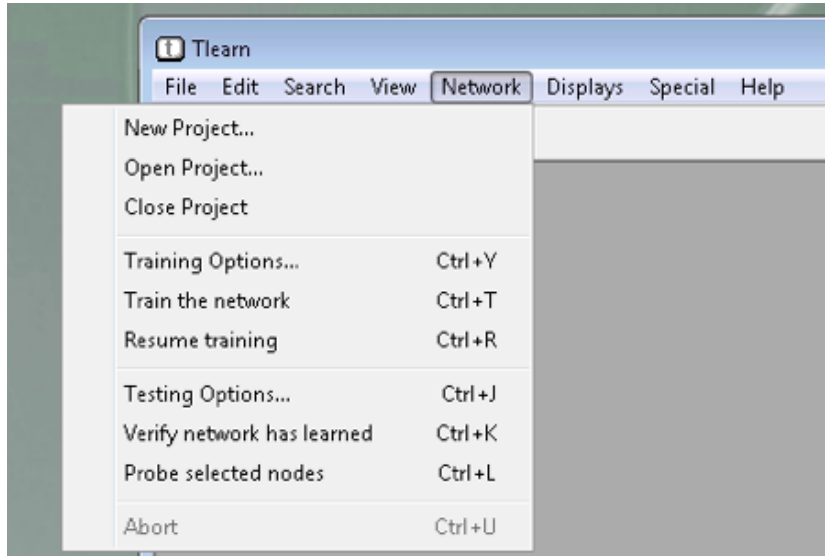 t Tlearn
File Edit Search View Network Displays Special Help
New Project...
Open Project...
Close Project
Training Options... Ctrl+Y
Train the network Ctrl+T
Resume training Ctrl+R
Testing Options... Ctrl+J
Verify network has learned Ctrl+K
Probe selected nodes Ctrl+L
Abort Ctrl+U